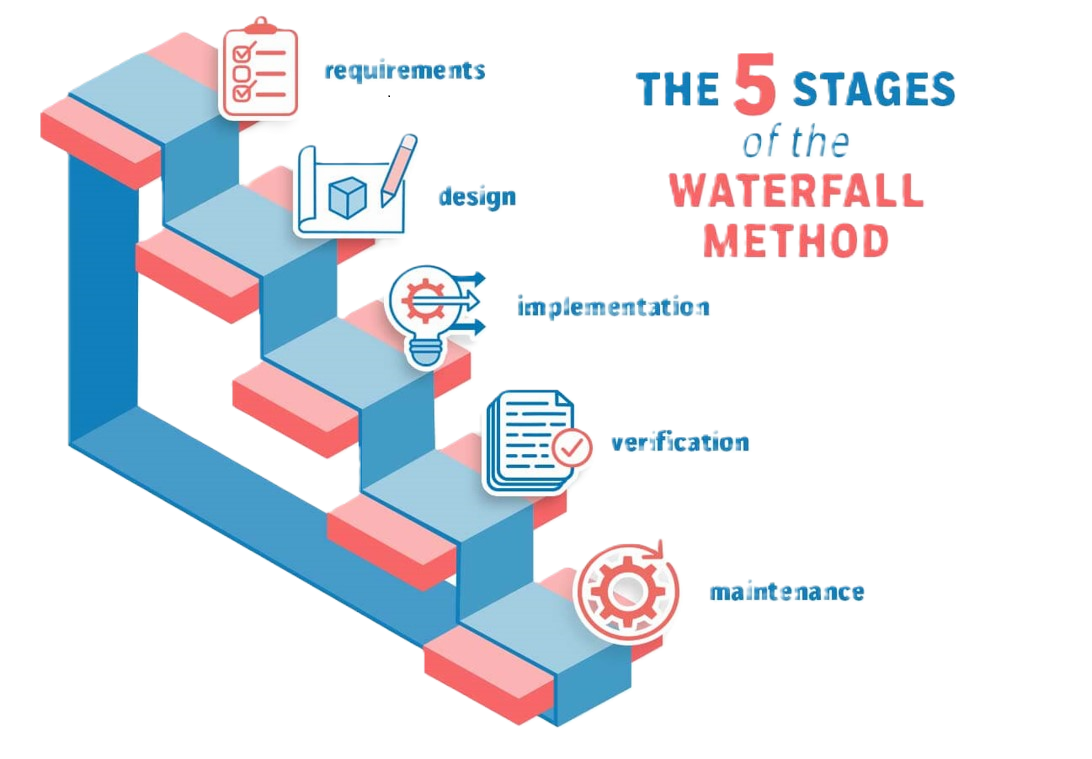 THE 5 STAGES
of the
WATERFALL
METHOD
requirements
design
implementation
verification
maintenance